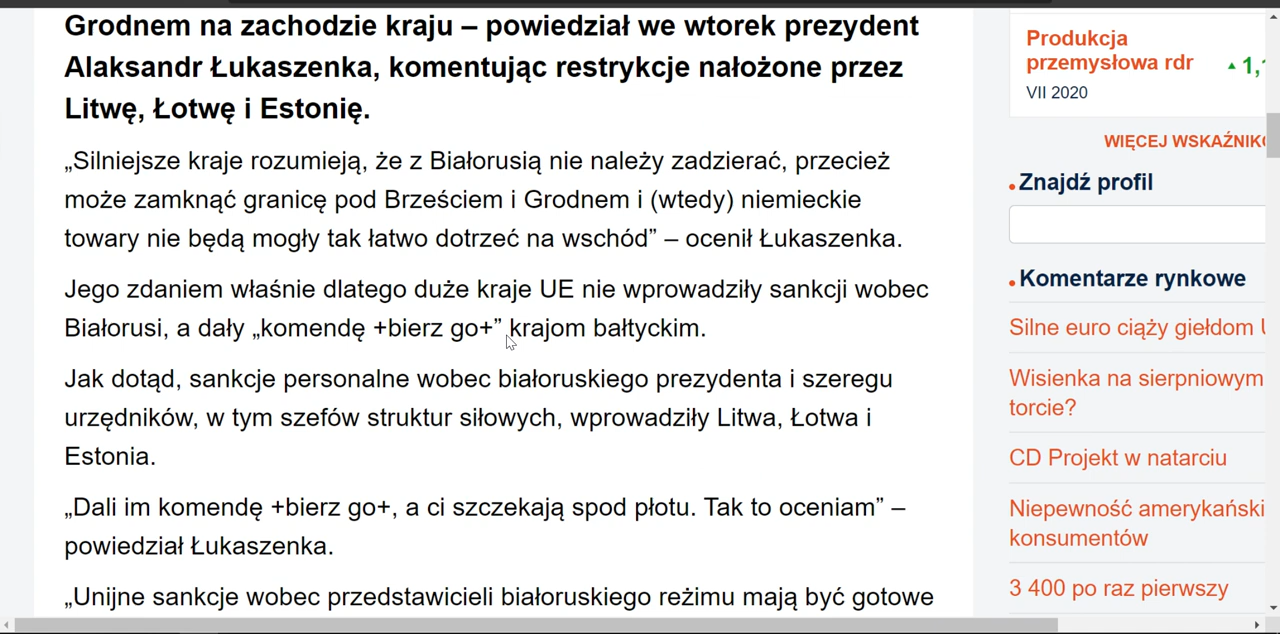 Grodnem na zachodzie kraju – powiedział we wtorek prezydent
Alaksandr Łukaszenka, komentując restrykcje nałożone przez
Litwę, Łotwę i Estonię.
„Silniejsze kraje rozumieją, że z Białorusią nie należy zadzierać, przecież
może zamknąć granicę pod Brześciem i Grodnem i (wtedy) niemieckie
towary nie będą mogły tak łatwo dotrzeć na wschód” – ocenił Łukaszenka.
Jego zdaniem właśnie dlatego duże kraje UE nie wprowadziły sankcji wobec
Białorusi, a dały „komendę +bierz go+” krajom bałtyckim.
Jak dotąd, sankcje personalne wobec białoruskiego prezydenta i szeregu
urzędników, w tym szefów struktur siłowych, wprowadziły Litwa, Łotwa i
Estonia.
„Dali im komendę +bierz go+, a ci szczekają spod płotu. Tak to oceniam” –
powiedział Łukaszenka.
„Unijne sankcje wobec przedstawicieli białoruskiego reżimu mają być gotowe
Produkcja
przemysłowa rdr
VII 2020
WIĘCEJ
Znajdź profil
Komentarze rynkowe
Silne euro ciąży giełdom
Wisienka na sierpniowym
torcie?
CD Projekt w natarciu
Niepewność
konsumentów
3 400 po raz pierwszy